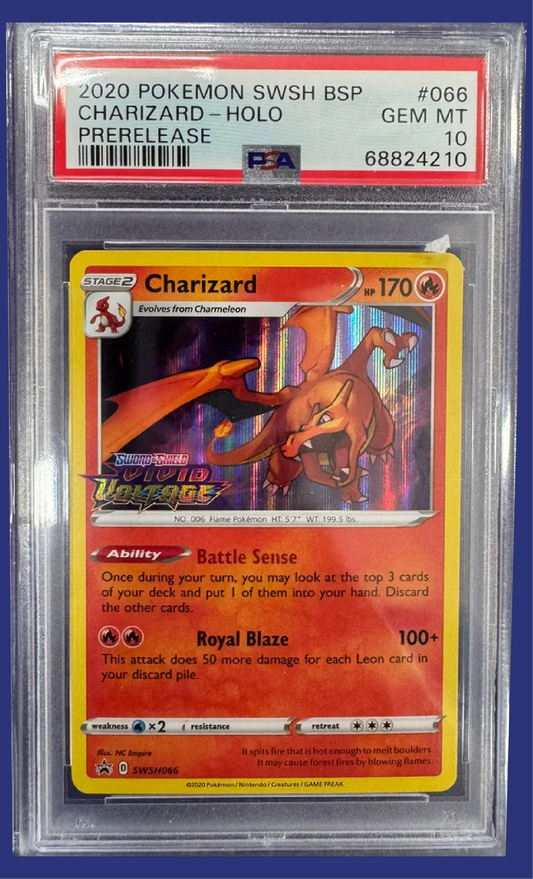 2020 POKEMON SWSH BSP #066
CHARIZARD - HOLO GEM MT
PRERELEASE 10
PSA 68824210
STAGE 2 Charizard HP 170
Evolves from Charmeleon
SWORD & SHIELD
VIVID
VOLTAGE
NO. 006 Flame Pokémon HT: 5'7" WT: 199.5 lbs.
Ability Battle Sense
Once during your turn, you may look at the top 3 cards
of your deck and put 1 of them into your hand. Discard
the other cards.
Royal Blaze 100+
This attack does 50 more damage for each Leon card in
your discard pile.
weakness ×2 resistance retreat
Illus. NC Empire
It spits fire that is hot enough to melt boulders.
It may cause forest fires by blowing flames.
D SWSH066
©2020 Pokémon / Nintendo / Creatures / GAME FREAK